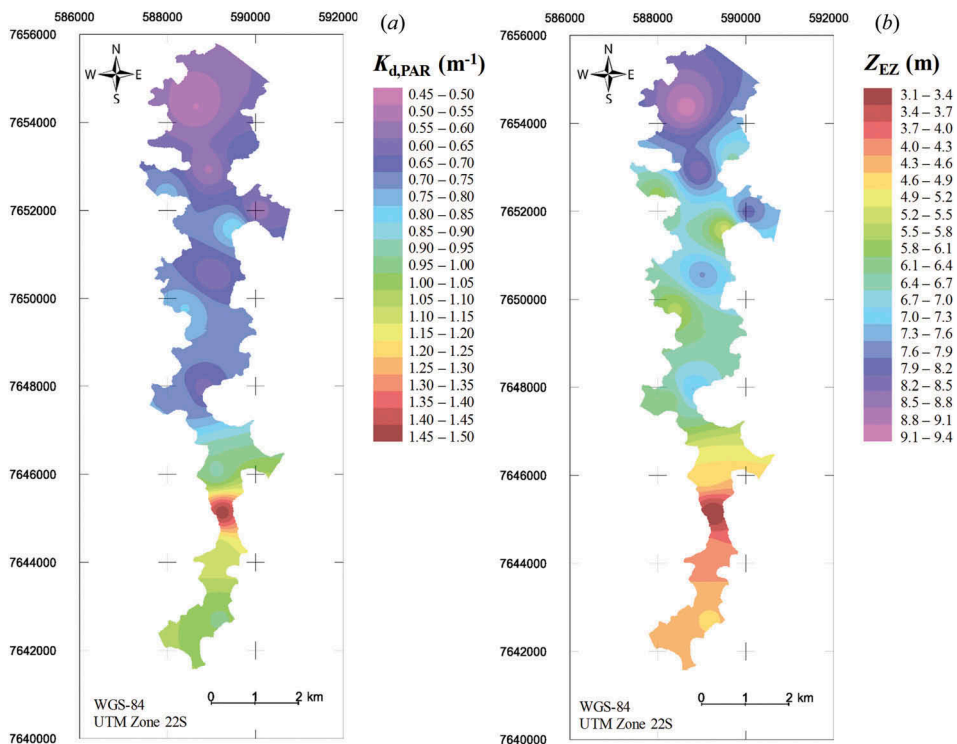 586000 588000 590000 592000
586000 588000 590000 592000
7656000
7654000
7652000
7650000
7648000
7646000
7644000
7642000
7640000
(a)
N
W E
S
Kd,PAR (m⁻¹)
0.45 – 0.50
0.50 – 0.55
0.55 – 0.60
0.60 – 0.65
0.65 – 0.70
0.70 – 0.75
0.75 – 0.80
0.80 – 0.85
0.85 – 0.90
0.90 – 0.95
0.95 – 1.00
1.00 – 1.05
1.05 – 1.10
1.10 – 1.15
1.15 – 1.20
1.20 – 1.25
1.25 – 1.30
1.30 – 1.35
1.35 – 1.40
1.40 – 1.45
1.45 – 1.50
0 1 2 km
WGS-84
UTM Zone 22S
7656000
7654000
7652000
7650000
7648000
7646000
7644000
7642000
7640000
(b)
N
W E
S
ZEZ (m)
3.1 – 3.4
3.4 – 3.7
3.7 – 4.0
4.0 – 4.3
4.3 – 4.6
4.6 – 4.9
4.9 – 5.2
5.2 – 5.5
5.5 – 5.8
5.8 – 6.1
6.1 – 6.4
6.4 – 6.7
6.7 – 7.0
7.0 – 7.3
7.3 – 7.6
7.6 – 7.9
7.9 – 8.2
8.2 – 8.5
8.5 – 8.8
8.8 – 9.1
9.1 – 9.4
0 1 2 km
WGS-84
UTM Zone 22S